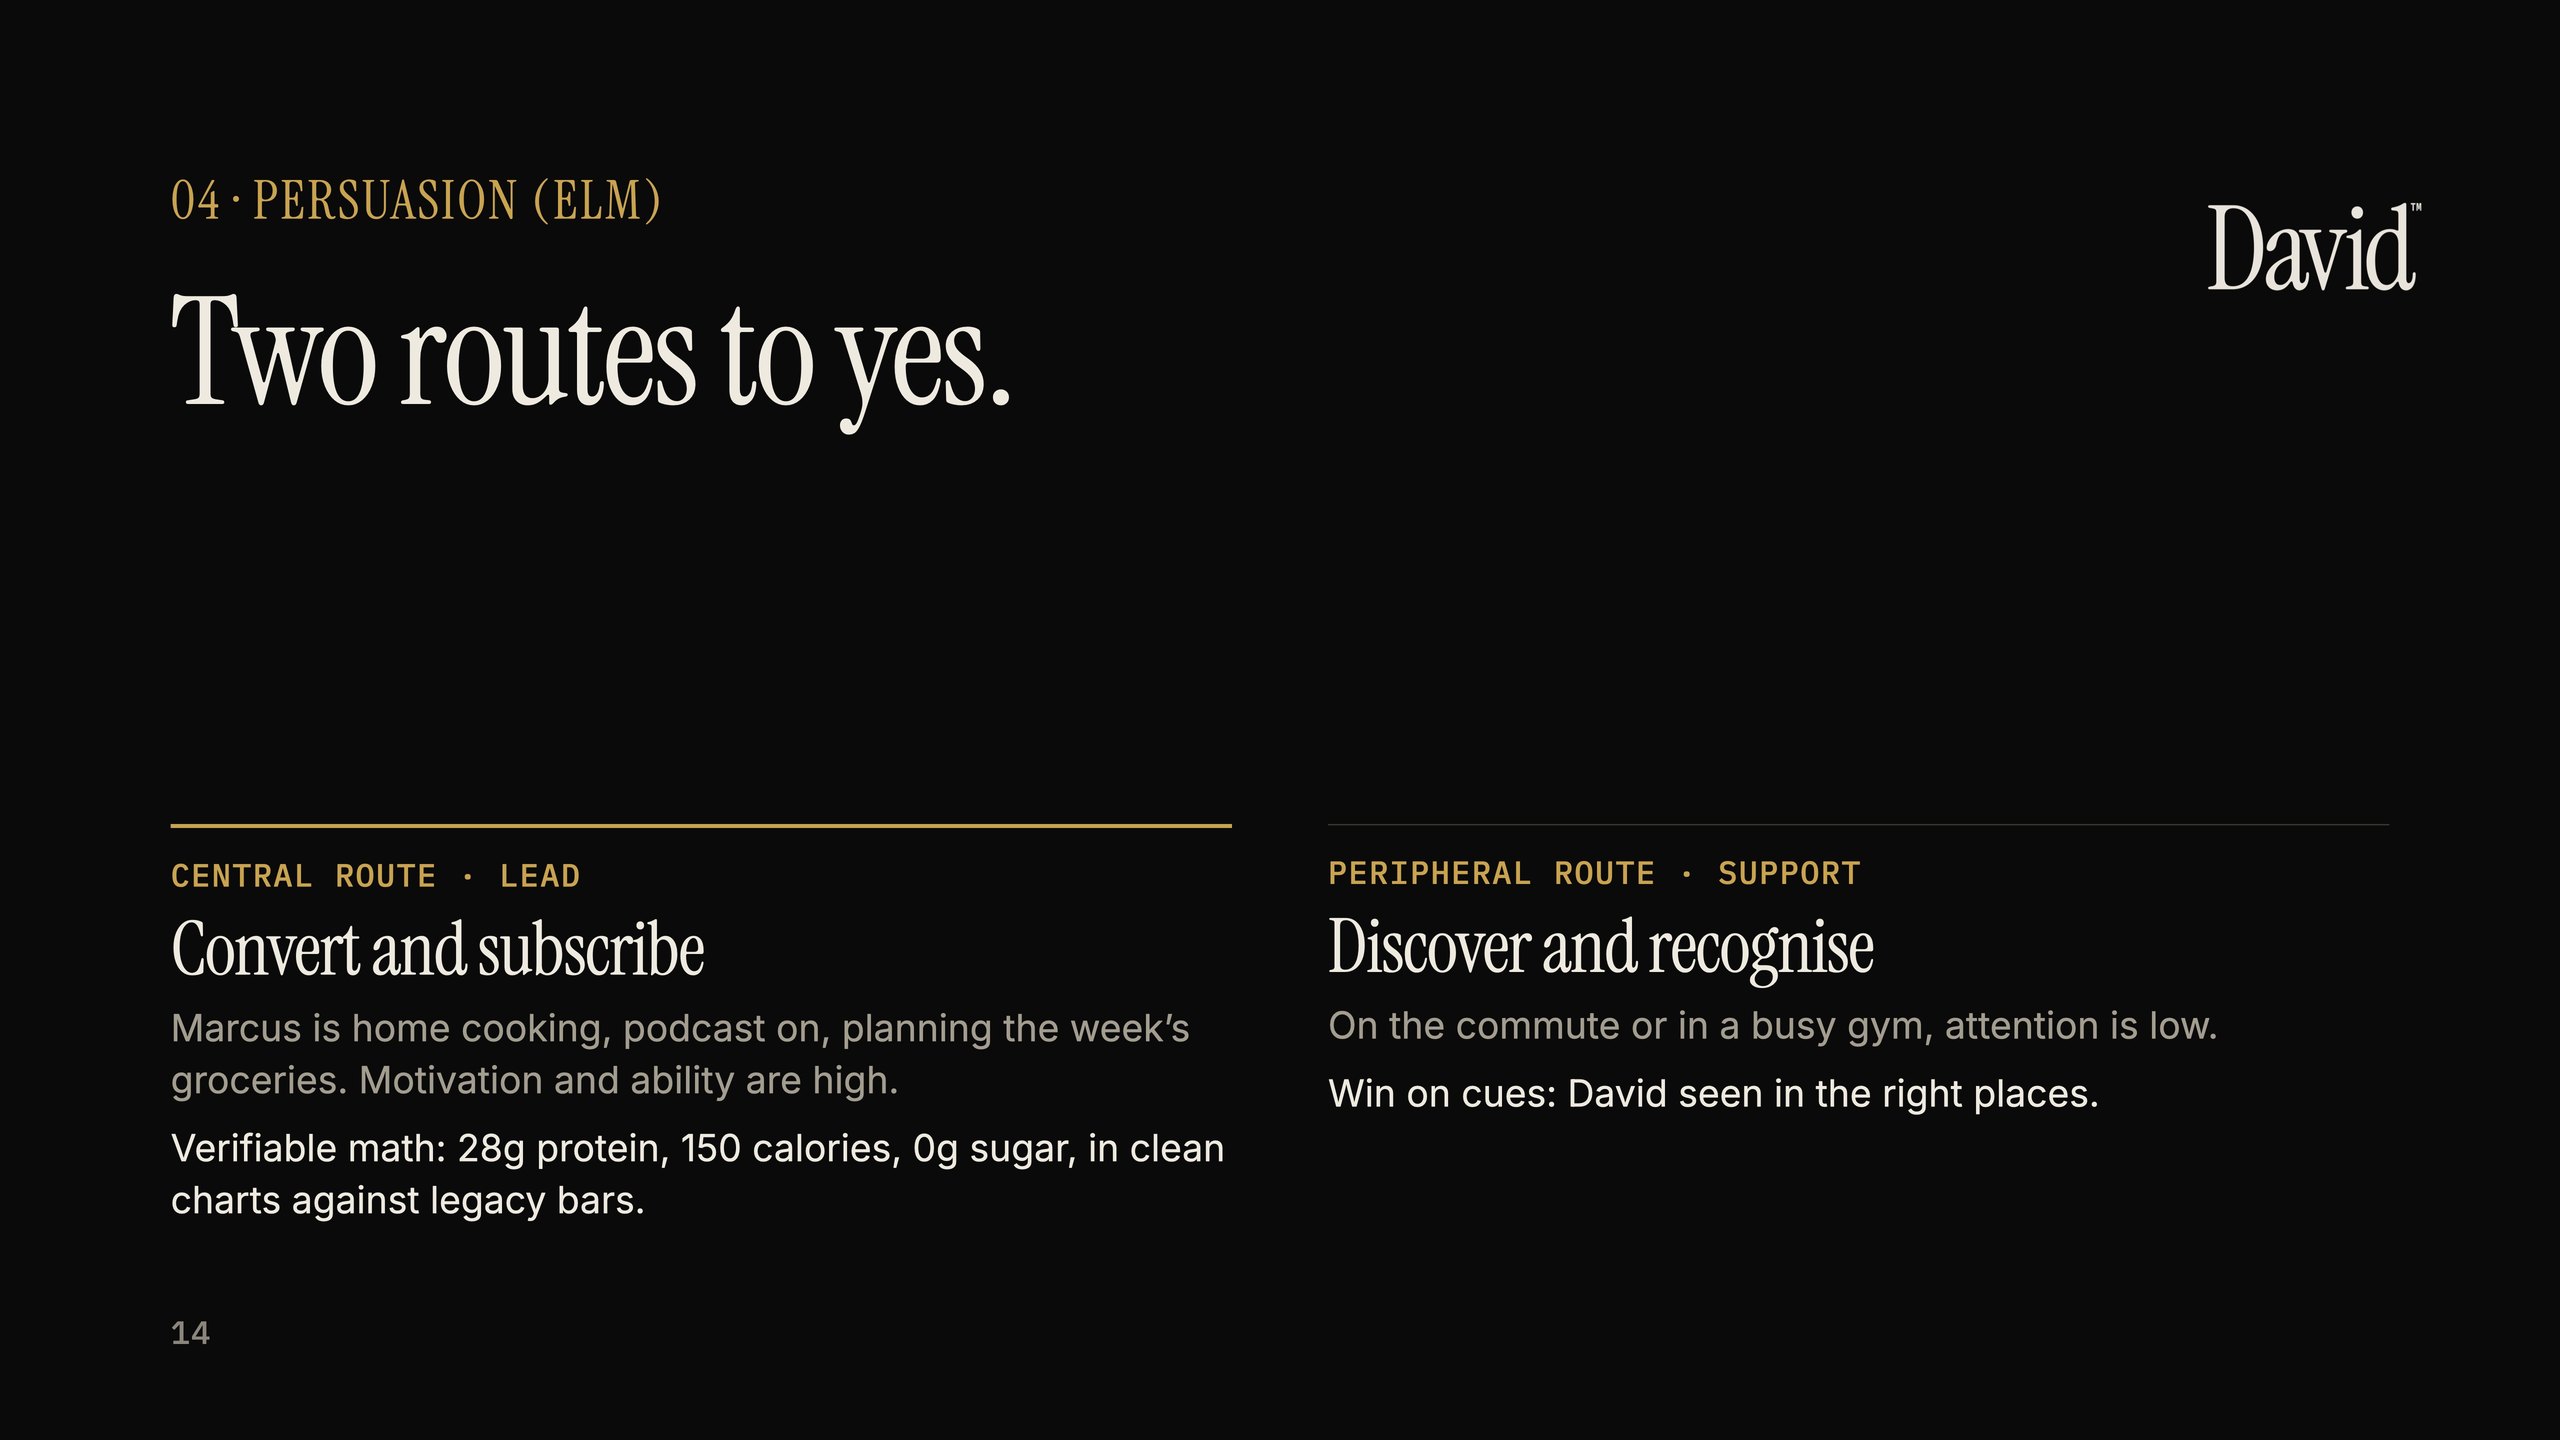 04 · PERSUASION (ELM)
David™
Two routes to yes.
CENTRAL ROUTE · LEAD
Convert and subscribe
Marcus is home cooking, podcast on, planning the week’s
groceries. Motivation and ability are high.
Verifiable math: 28g protein, 150 calories, 0g sugar, in clean
charts against legacy bars.
PERIPHERAL ROUTE · SUPPORT
Discover and recognise
On the commute or in a busy gym, attention is low.
Win on cues: David seen in the right places.
14